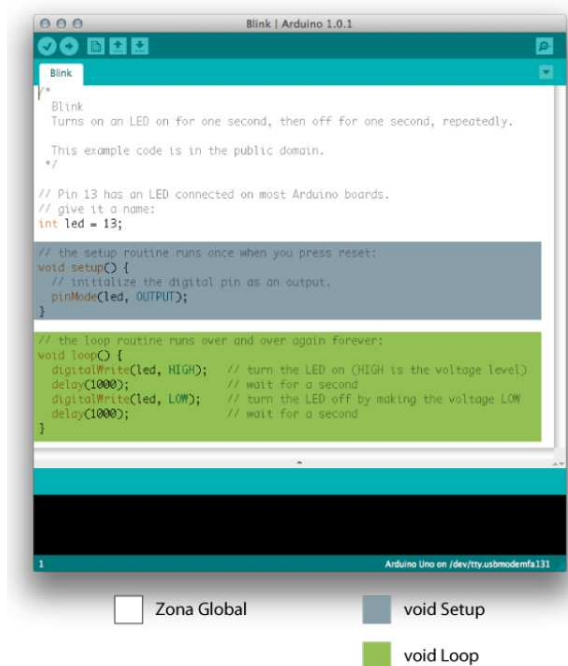 Blink | Arduino 1.0.1
Blink
/*
  Blink
  Turns on an LED on for one second, then off for one second, repeatedly.

  This example code is in the public domain.
 */

// Pin 13 has an LED connected on most Arduino boards.
// give it a name:
int led = 13;

// the setup routine runs once when you press reset:
void setup() {
  // initialize the digital pin as an output.
  pinMode(led, OUTPUT);
}

// the loop routine runs over and over again forever:
void loop() {
  digitalWrite(led, HIGH);   // turn the LED on (HIGH is the voltage level)
  delay(1000);               // wait for a second
  digitalWrite(led, LOW);    // turn the LED off by making the voltage LOW
  delay(1000);               // wait for a second
}
1 Arduino Uno on /dev/tty.usbmodemfa131
Zona Global
void Setup
void Loop